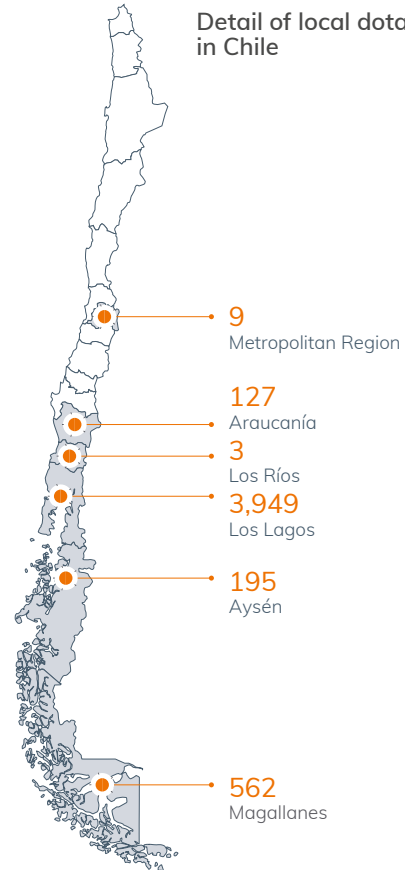 Detail of local
in Chile
9
Metropolitan Region
127
Araucanía
3
Los Ríos
3,949
Los Lagos
195
Aysén
562
Magallanes